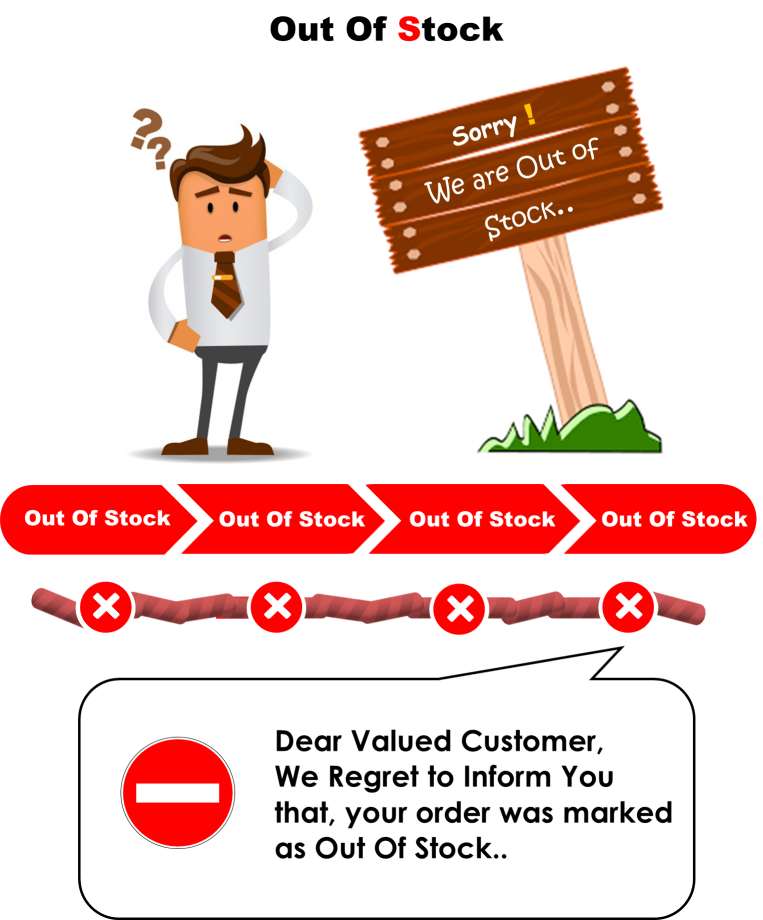 Out Of Stock
??
Sorry !
We are Out of
Stock..
Out Of Stock Out Of Stock Out Of Stock Out Of Stock
Dear Valued Customer,
We Regret to Inform You
that, your order was marked
as Out Of Stock..